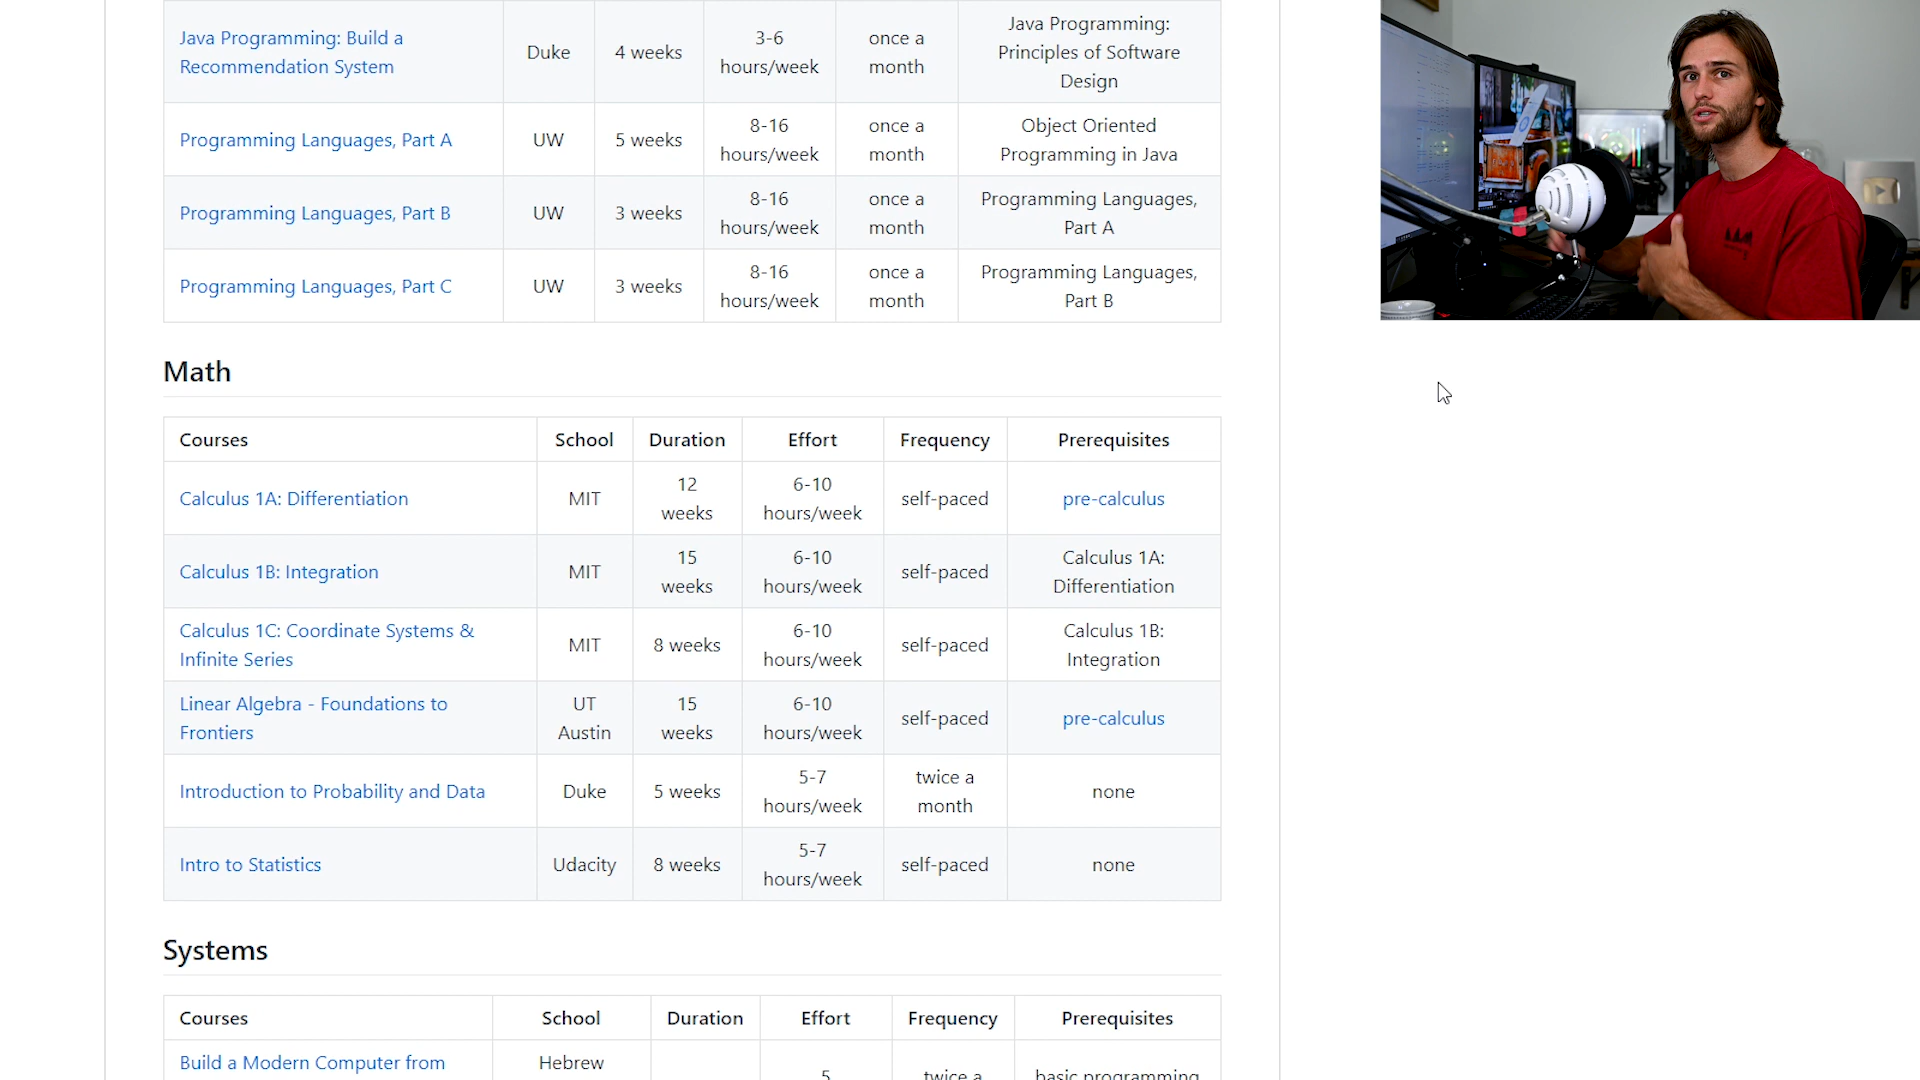 Java Programming: Build a
Recommendation System
Duke
4 weeks
3-6
hours/week
once a
month
Java Programming:
Principles of Software
Design
Programming Languages, Part A
UW
5 weeks
8-16
hours/week
once a
month
Object Oriented
Programming in Java
Programming Languages, Part B
UW
3 weeks
8-16
hours/week
once a
month
Programming Languages,
Part A
Programming Languages, Part C
UW
3 weeks
8-16
hours/week
once a
month
Programming Languages,
Part B
Math
Courses School Duration Effort Frequency Prerequisites
Calculus 1A: Differentiation
MIT
12
weeks
6-10
hours/week
self-paced
pre-calculus
Calculus 1B: Integration
MIT
15
weeks
6-10
hours/week
self-paced
Calculus 1A:
Differentiation
Calculus 1C: Coordinate Systems &
Infinite Series
MIT
8 weeks
6-10
hours/week
self-paced
Calculus 1B:
Integration
Linear Algebra - Foundations to
Frontiers
UT
Austin
15
weeks
6-10
hours/week
self-paced
pre-calculus
Introduction to Probability and Data
Duke
5 weeks
5-7
hours/week
twice a
month
none
Intro to Statistics
Udacity
8 weeks
5-7
hours/week
self-paced
none
Systems
Courses School Duration Effort Frequency Prerequisites
Build a Modern Computer from
Hebrew
5
twice a
basic programming